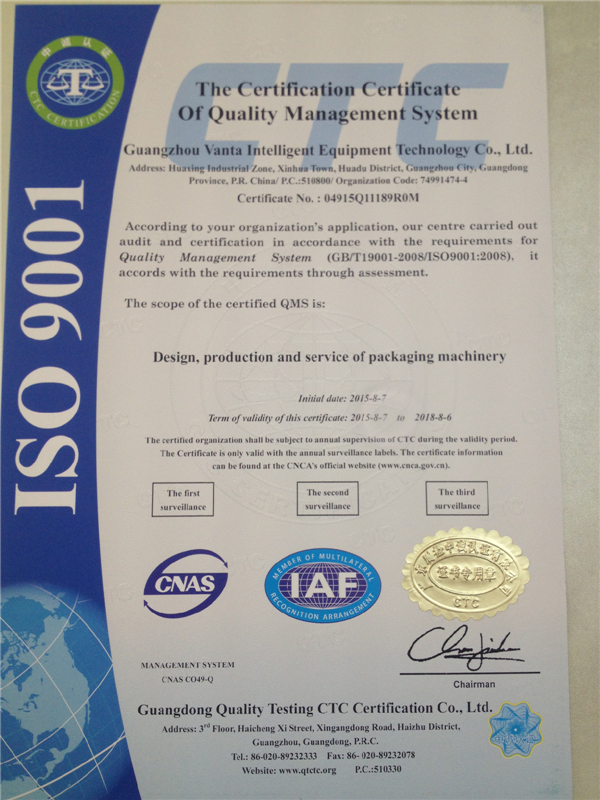 中诚认证
CTC CERTIFICATION
CTC
ISO 9001
The Certification Certificate
Of Quality Management System
Guangzhou Vanta Intelligent Equipment Technology Co., Ltd.
Address: Huaxing Industrial Zone, Xinhua Town, Huadu District, Guangzhou City, Guangdong
Province, P.R. China/ P.C.:510800/ Organization Code: 74991474-4
Certificate No. : 04915Q11189R0M
According to your organization's application, our centre carried out
audit and certification in accordance with the requirements for
Quality Management System (GB/T19001-2008/ISO9001:2008), it
accords with the requirements through assessment.
The scope of the certified QMS is:
Design, production and service of packaging machinery
Initial date: 2015-8-7
Term of validity of this certificate: 2015-8-7 to 2018-8-6
The certified organization shall be subject to annual supervision of CTC during the validity period.
The Certificate is only valid with the annual surveillance labels. The certificate information
can be found at the CNCA's official website (www.cnca.gov.cn).
The first
surveillance
The second
surveillance
The third
surveillance
CNAS
MEMBER OF MULTILATERAL
IAF
RECOGNITION ARRANGEMENT
证书专用章
CTC
MANAGEMENT SYSTEM
CNAS CO49-Q
Chairman
Guangdong Quality Testing CTC Certification Co., Ltd.
Address: 3rd Floor, Haicheng Xi Street, Xingangdong Road, Haizhu District,
Guangzhou, Guangdong, P.R.C.
Tel.: 86-020-89232333 Fax: 86- 020-89232078
Website: www.qtctc.org P.C.:510330